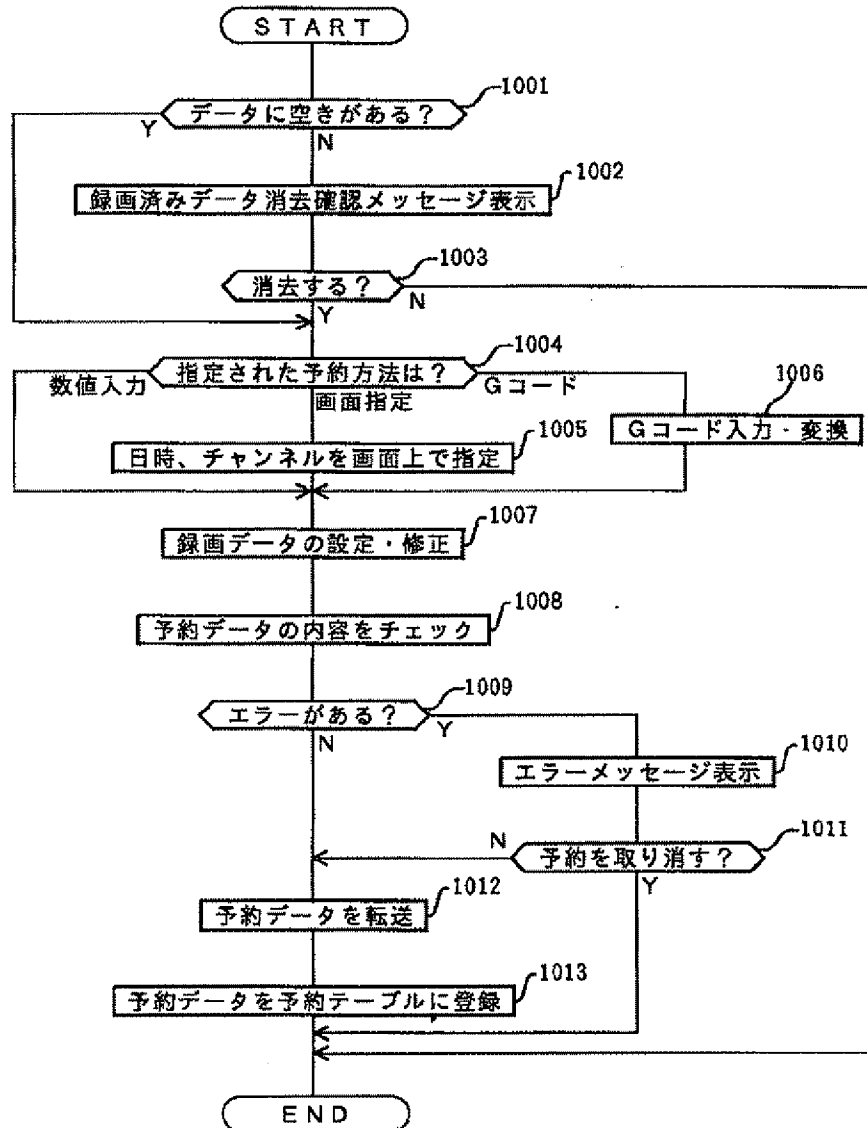 START
1001
データに空きがある？
Y
N
1002
録画済みデータ消去確認メッセージ表示
1003
消去する？
N
Y
1004
指定された予約方法は？
数値入力
画面指定
Gコード
1006
Gコード入力・変換
1005
日時、チャンネルを画面上で指定
1007
録画データの設定・修正
1008
予約データの内容をチェック
1009
エラーがある？
Y
N
1010
エラーメッセージ表示
1011
予約を取り消す？
N
Y
1012
予約データを転送
1013
予約データを予約テーブルに登録
END